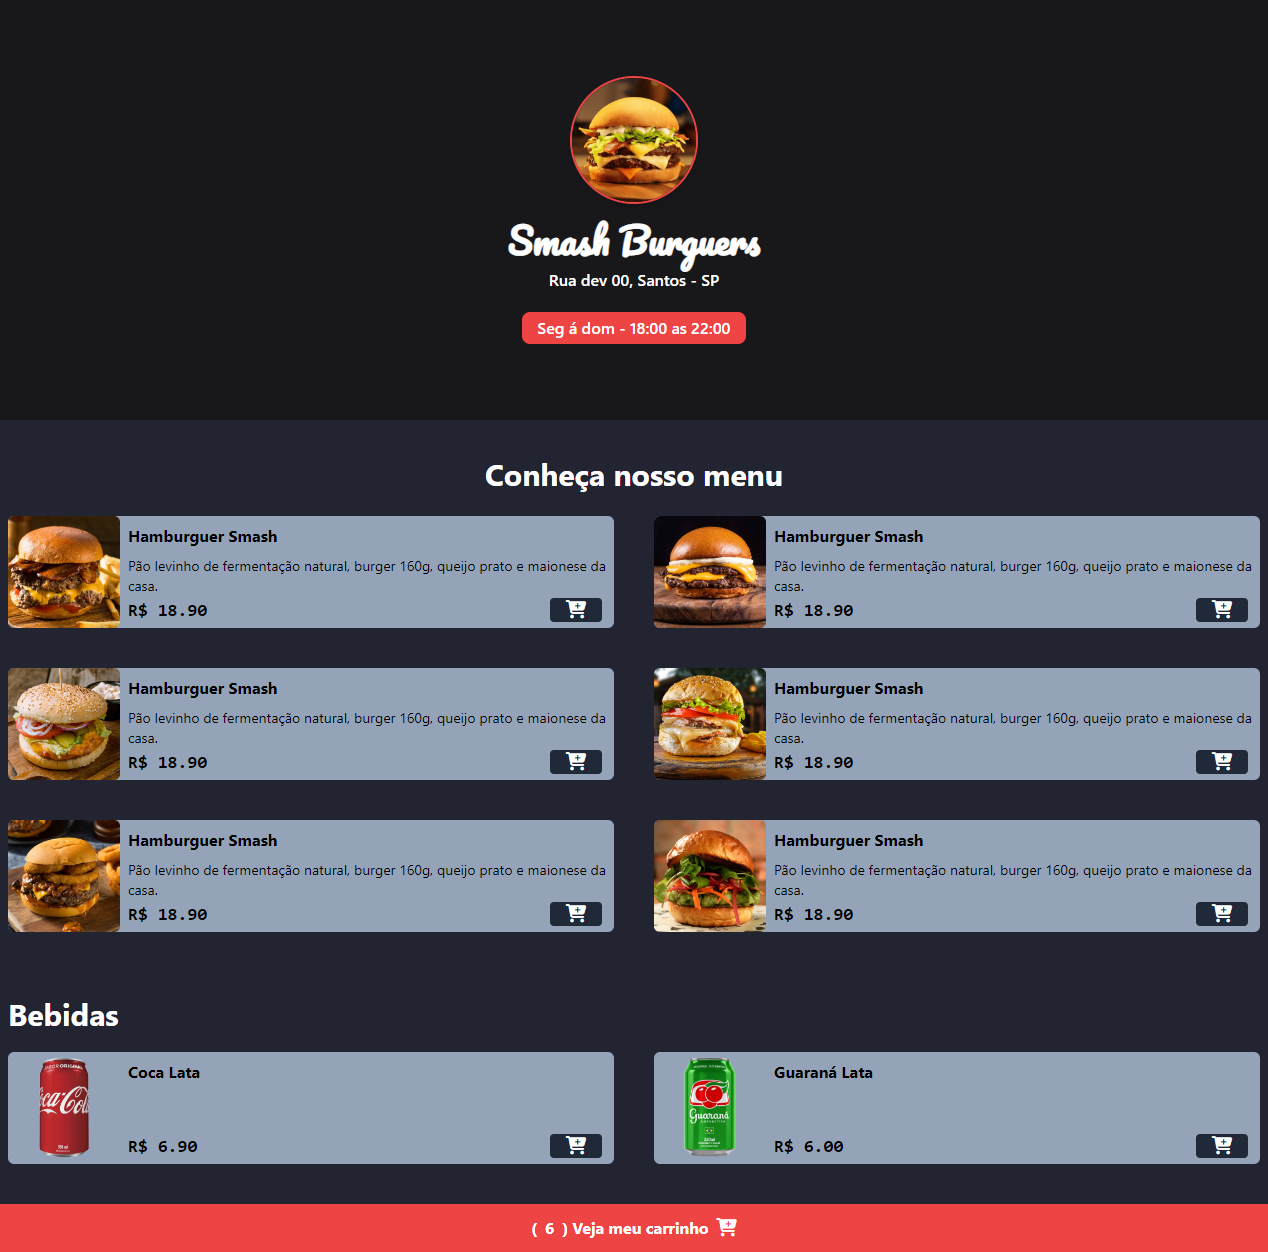 Smash Burguers
Rua dev 00, Santos - SP
Seg á dom - 18:00 as 22:00
Conheça nosso menu
Hamburguer Smash
Pão levinho de fermentação natural, burger 160g, queijo prato e maionese da
casa.
R$ 18.90
Hamburguer Smash
Pão levinho de fermentação natural, burger 160g, queijo prato e maionese da
casa.
R$ 18.90
Hamburguer Smash
Pão levinho de fermentação natural, burger 160g, queijo prato e maionese da
casa.
R$ 18.90
Hamburguer Smash
Pão levinho de fermentação natural, burger 160g, queijo prato e maionese da
casa.
R$ 18.90
Hamburguer Smash
Pão levinho de fermentação natural, burger 160g, queijo prato e maionese da
casa.
R$ 18.90
Hamburguer Smash
Pão levinho de fermentação natural, burger 160g, queijo prato e maionese da
casa.
R$ 18.90
Bebidas
Coca-Cola
Coca Lata
R$ 6.90
Guaraná
Guaraná Lata
R$ 6.00
( 6 ) Veja meu carrinho